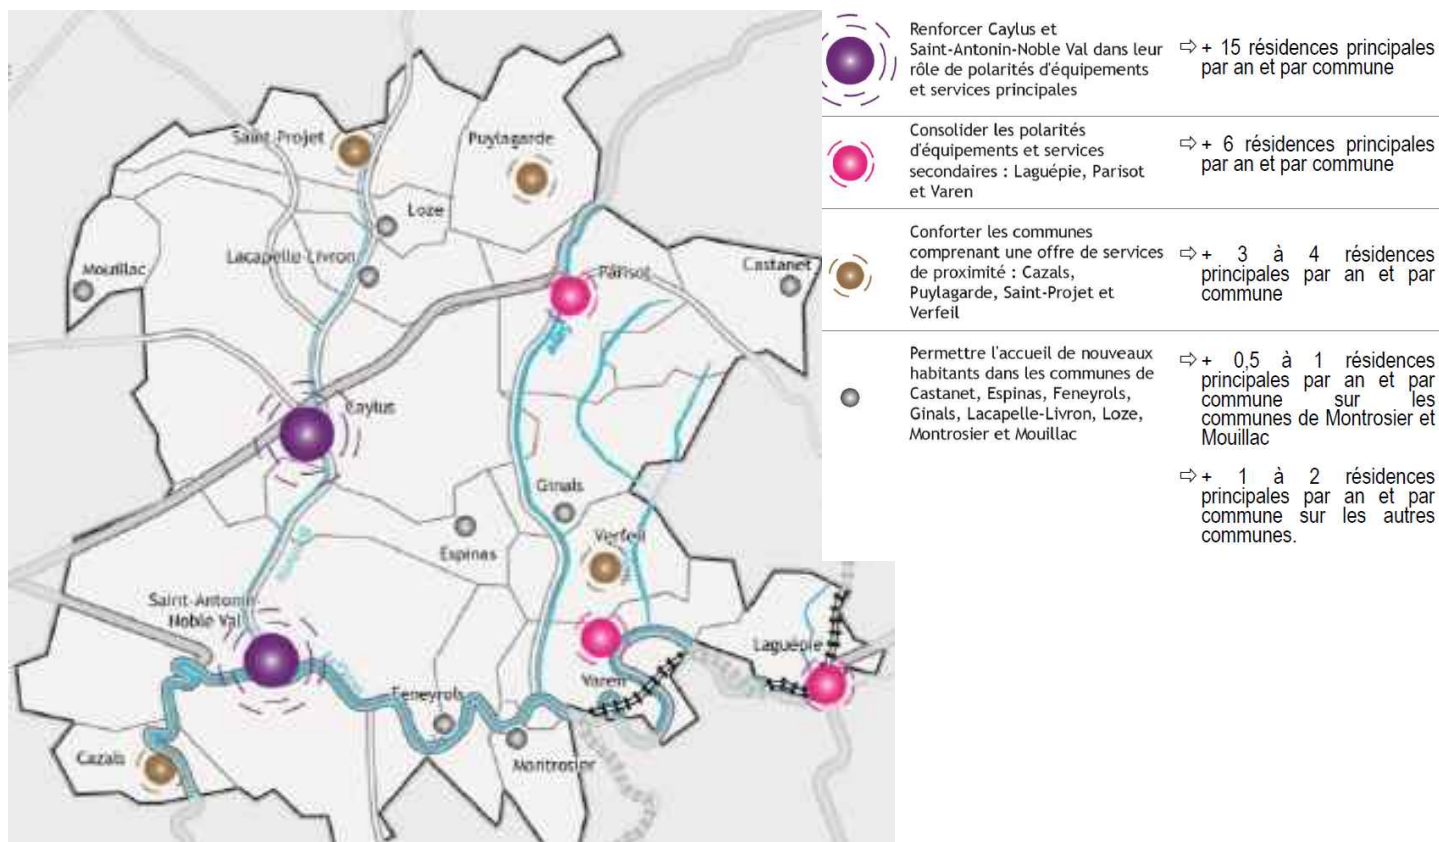 Saint-Projet
Puylagarde
Loze
Lacapelle-Livron
Mouillac
Parisot
Castanet
Caylus
Ginals
Verfeil
Espinas
Saint-Antonin-
Noble Val
Laguépie
Varen
Feneyrols
Montrosier
Cazals
Renforcer Caylus et
Saint-Antonin-Noble Val dans leur
rôle de polarités d'équipements
et services principales
⇨ + 15 résidences principales
par an et par commune
Consolider les polarités
d'équipements et services
secondaires : Laguépie, Parisot
et Varen
⇨ + 6 résidences principales
par an et par commune
Conforter les communes
comprenant une offre de services
de proximité : Cazals,
Puylagarde, Saint-Projet et
Verfeil
⇨ + 3 à 4 résidences
principales par an et par
commune
Permettre l'accueil de nouveaux
habitants dans les communes de
Castanet, Espinas, Feneyrols,
Ginals, Lacapelle-Livron, Loze,
Montrosier et Mouillac
⇨ + 0,5 à 1 résidences
principales par an et par
commune sur les
communes de Montrosier et
Mouillac
⇨ + 1 à 2 résidences
principales par an et par
commune sur les autres
communes.